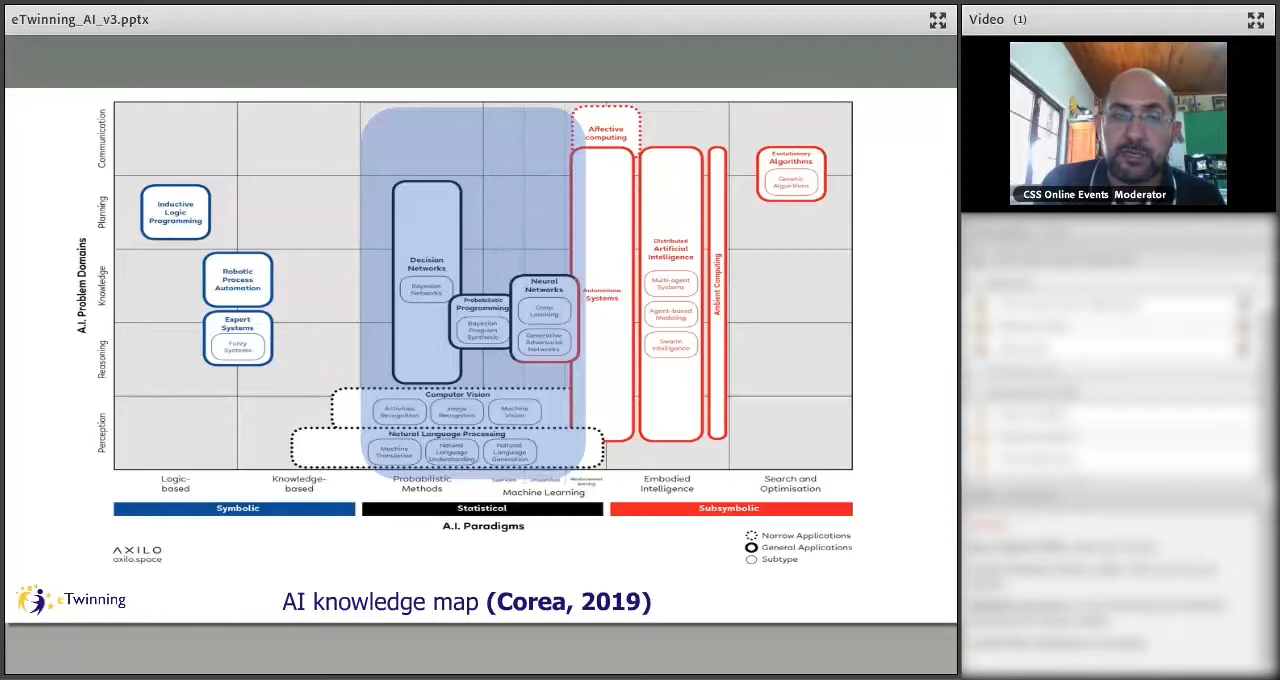 eTwinning_AI_v3.pptx
Video (1)
CSS Online Events Moderator
A.I. Problem Domains
Communication
Planning
Knowledge
Reasoning
Perception
Affective
computing
Evolutionary
Algorithms
Genetic
Algorithms
Inductive
Logic
Programming
Robotic
Process
Automation
Expert
Systems
Fuzzy
Systems
Decision
Networks
Bayesian
Networks
Probabilistic
Programming
Bayesian
Program
Synthesis
Neural
Networks
Deep
Learning
Generative
Adversarial
Networks
Autonomous
Systems
Distributed
Artificial
Intelligence
Multi-agent
Systems
Agent-based
Modeling
Swarm
Intelligence
Ambient Computing
Computer Vision
Activities
Recognition
Image
Recognition
Machine
Vision
Natural Language Processing
Machine
Translation
Natural
Language
Understanding
Natural
Language
Generation
Logic-
based
Knowledge-
based
Probabilistic
Methods
Reinforcement
learning
Machine Learning
Embodied
Intelligence
Search and
Optimisation
Symbolic
Statistical
Subsymbolic
A.I. Paradigms
AXILO
axilo.space
Narrow Applications
General Applications
Subtype
eTwinning
AI knowledge map (Corea, 2019)